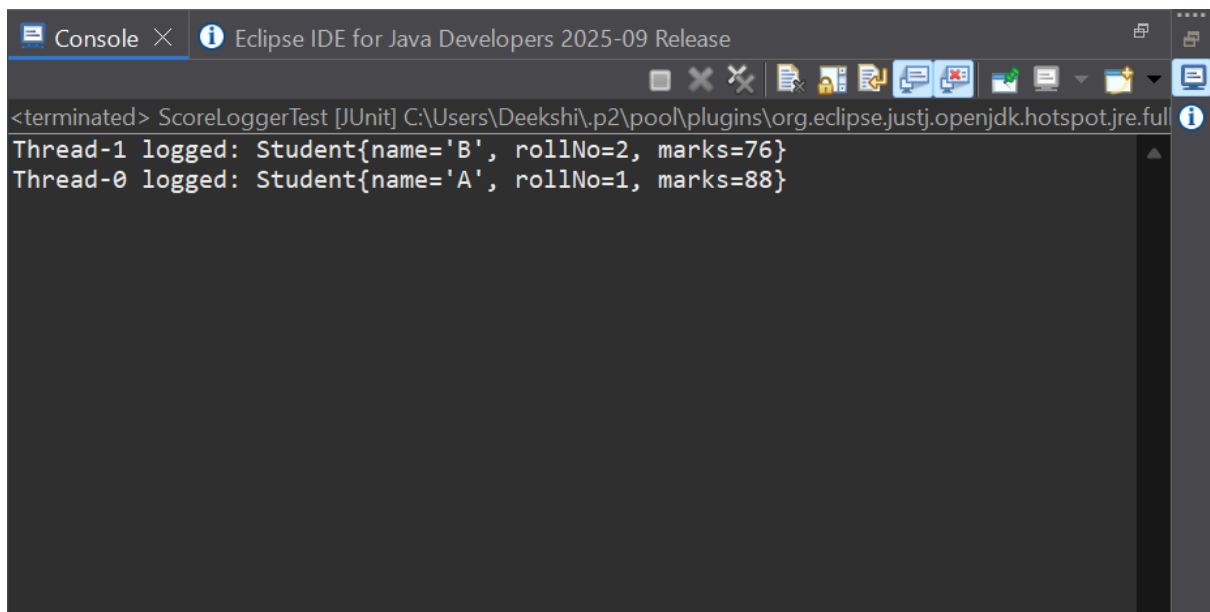 Console
Eclipse IDE for Java Developers 2025-09 Release
<terminated> ScoreLoggerTest [JUnit] C:\Users\Deekshi\.p2\pool\plugins\org.eclipse.justj.openjdk.hotspot.jre.full
Thread-1 logged: Student{name='B', rollNo=2, marks=76}
Thread-0 logged: Student{name='A', rollNo=1, marks=88}